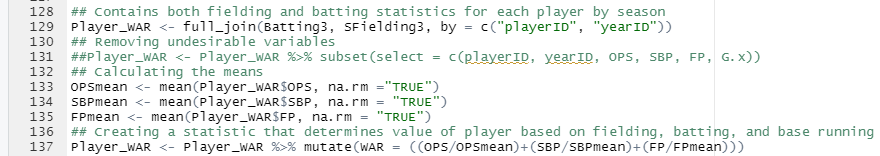 128 ## Contains both fielding and batting statistics for each player by season
129 Player_WAR <- full_join(Batting3, SFielding3, by = c("playerID", "yearID"))
130 ## Removing undesirable variables
131 ##Player_WAR <- Player_WAR %>% subset(select = c(playerID, yearID, OPS, SBP, FP, G.x))
132 ## Calculating the means
133 OPSmean <- mean(Player_WAR$OPS, na.rm ="TRUE")
134 SBPmean <- mean(Player_WAR$SBP, na.rm = "TRUE")
135 FPmean <- mean(Player_WAR$FP, na.rm = "TRUE")
136 ## Creating a statistic that determines value of player based on fielding, batting, and base running
137 Player_WAR <- Player_WAR %>% mutate(WAR = ((OPS/OPSmean)+(SBP/SBPmean)+(FP/FPmean)))